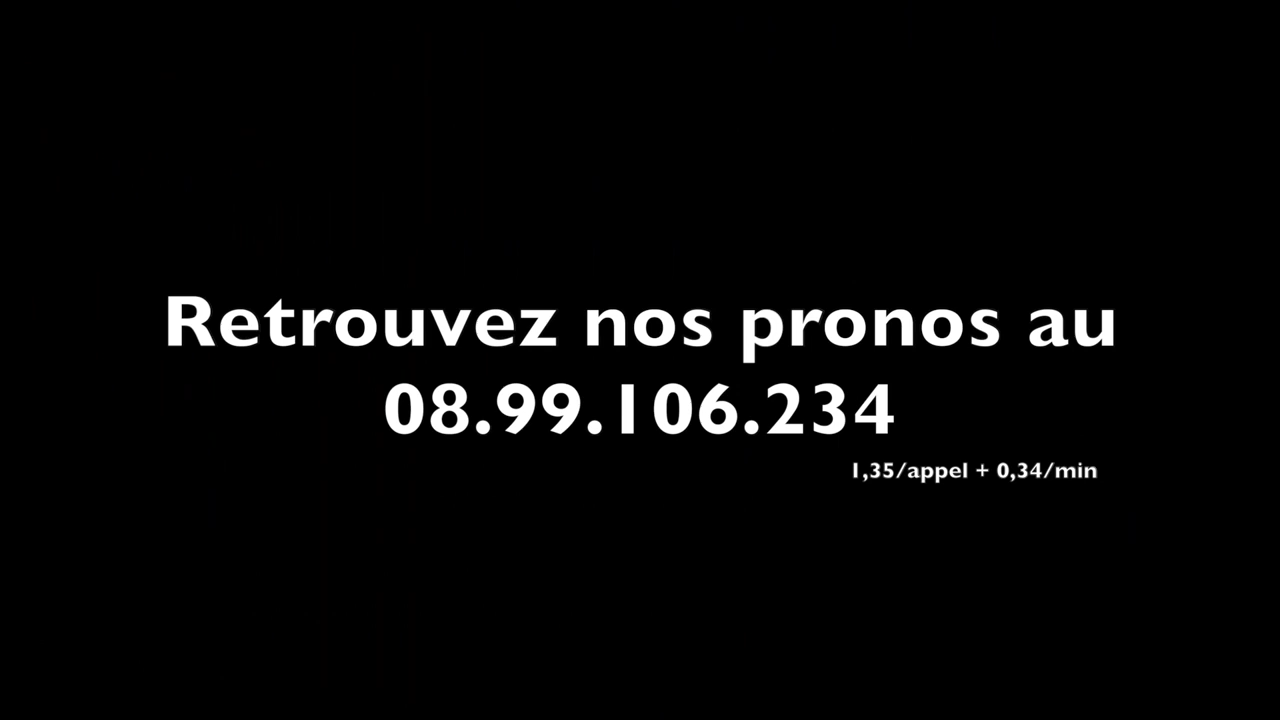 Retrouvez nos pronos au
08.99.106.234
1,35/appel + 0,34/min